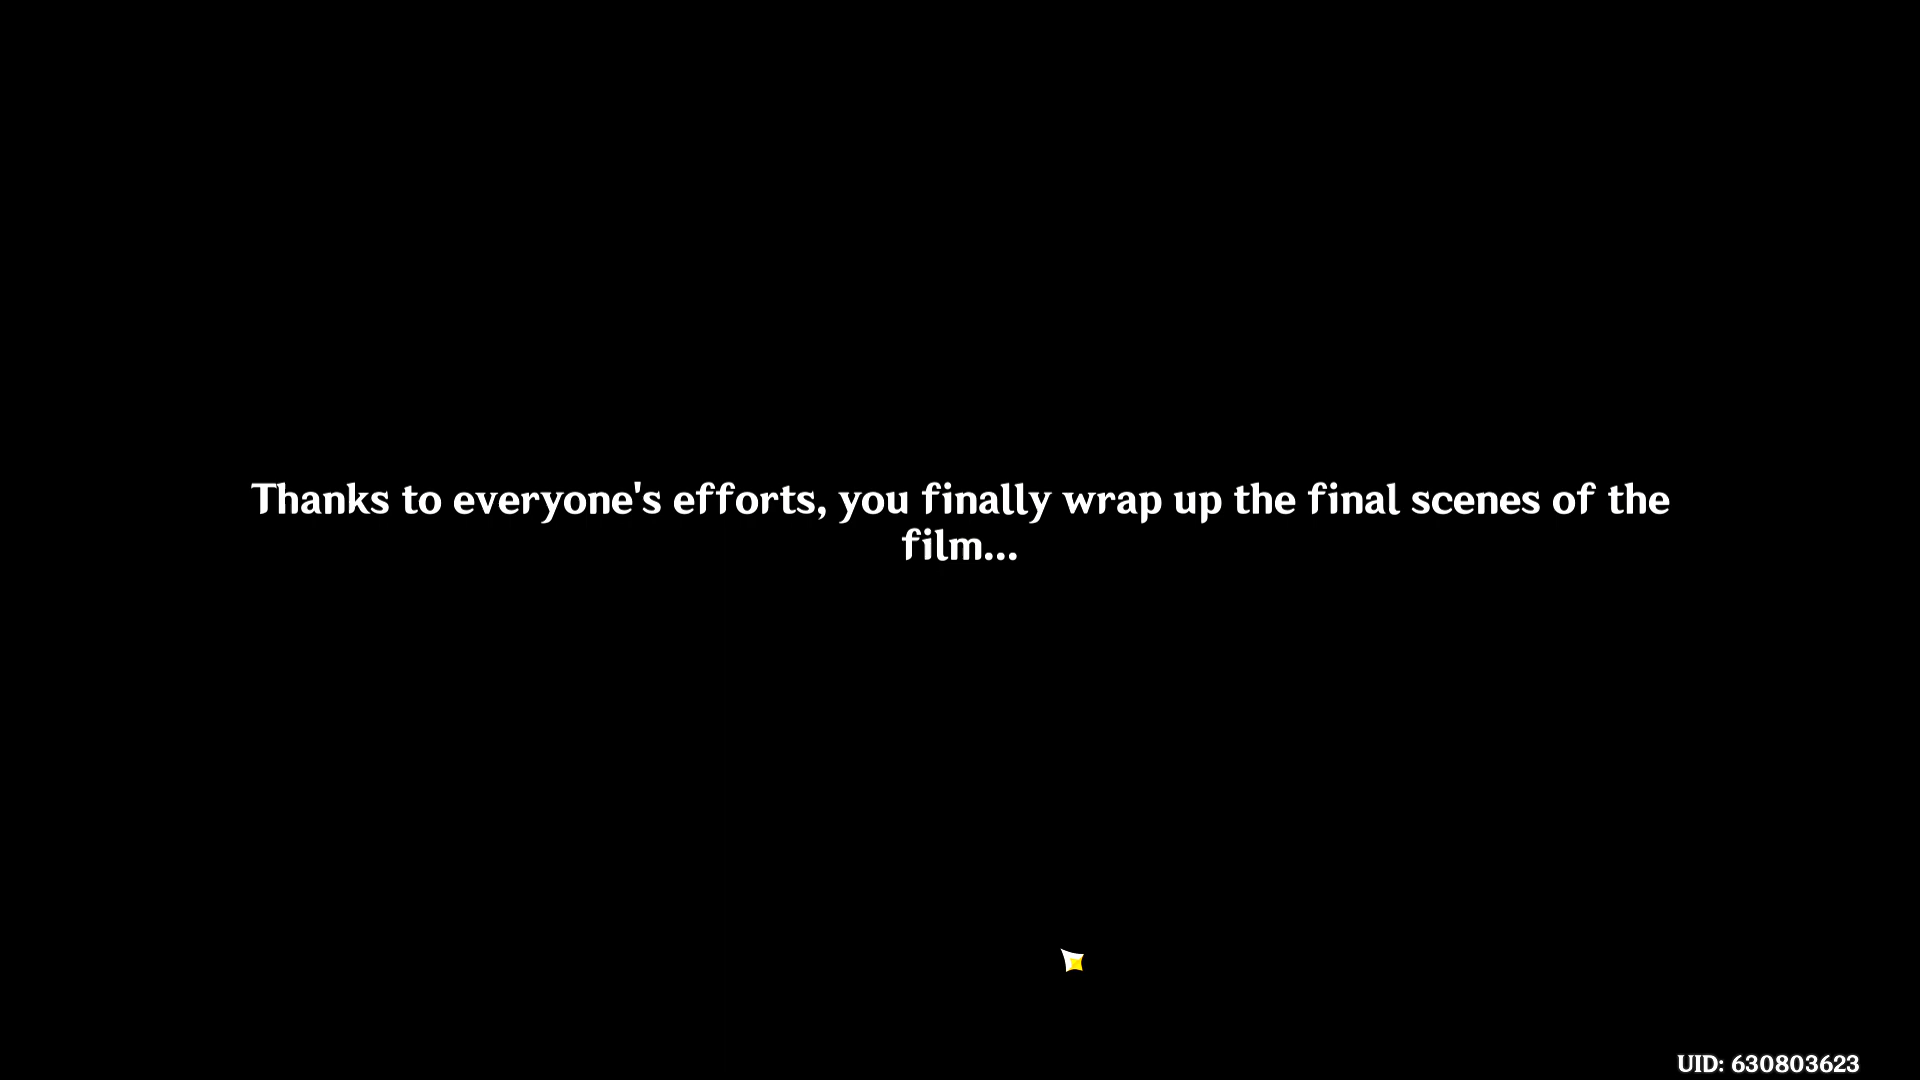 Thanks to everyone's efforts, you finally wrap up the final scenes of the
film...
UID: 630803623